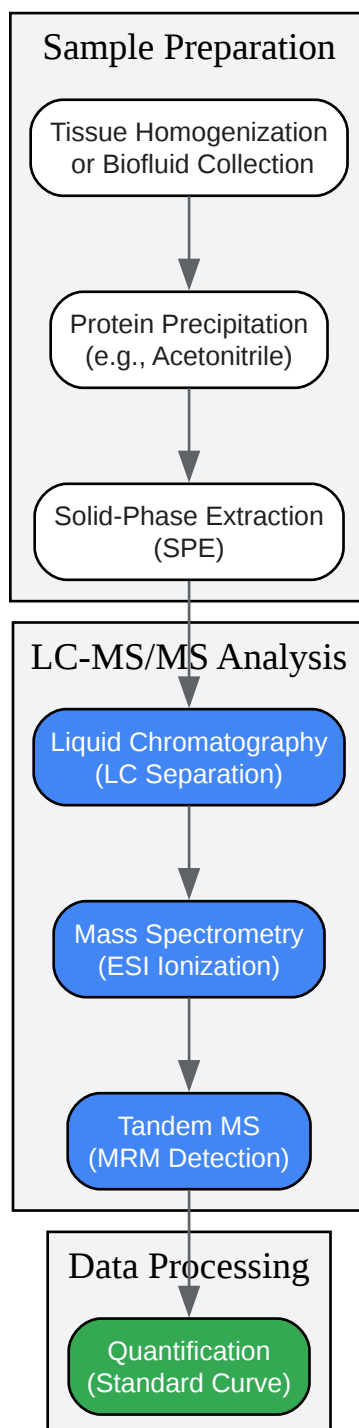 Sample Preparation
Tissue Homogenization
or Biofluid Collection
Protein Precipitation
(e.g., Acetonitrile)
Solid-Phase Extraction
(SPE)
LC-MS/MS Analysis
Liquid Chromatography
(LC Separation)
Mass Spectrometry
(ESI Ionization)
Tandem MS
(MRM Detection)
Data Processing
Quantification
(Standard Curve)